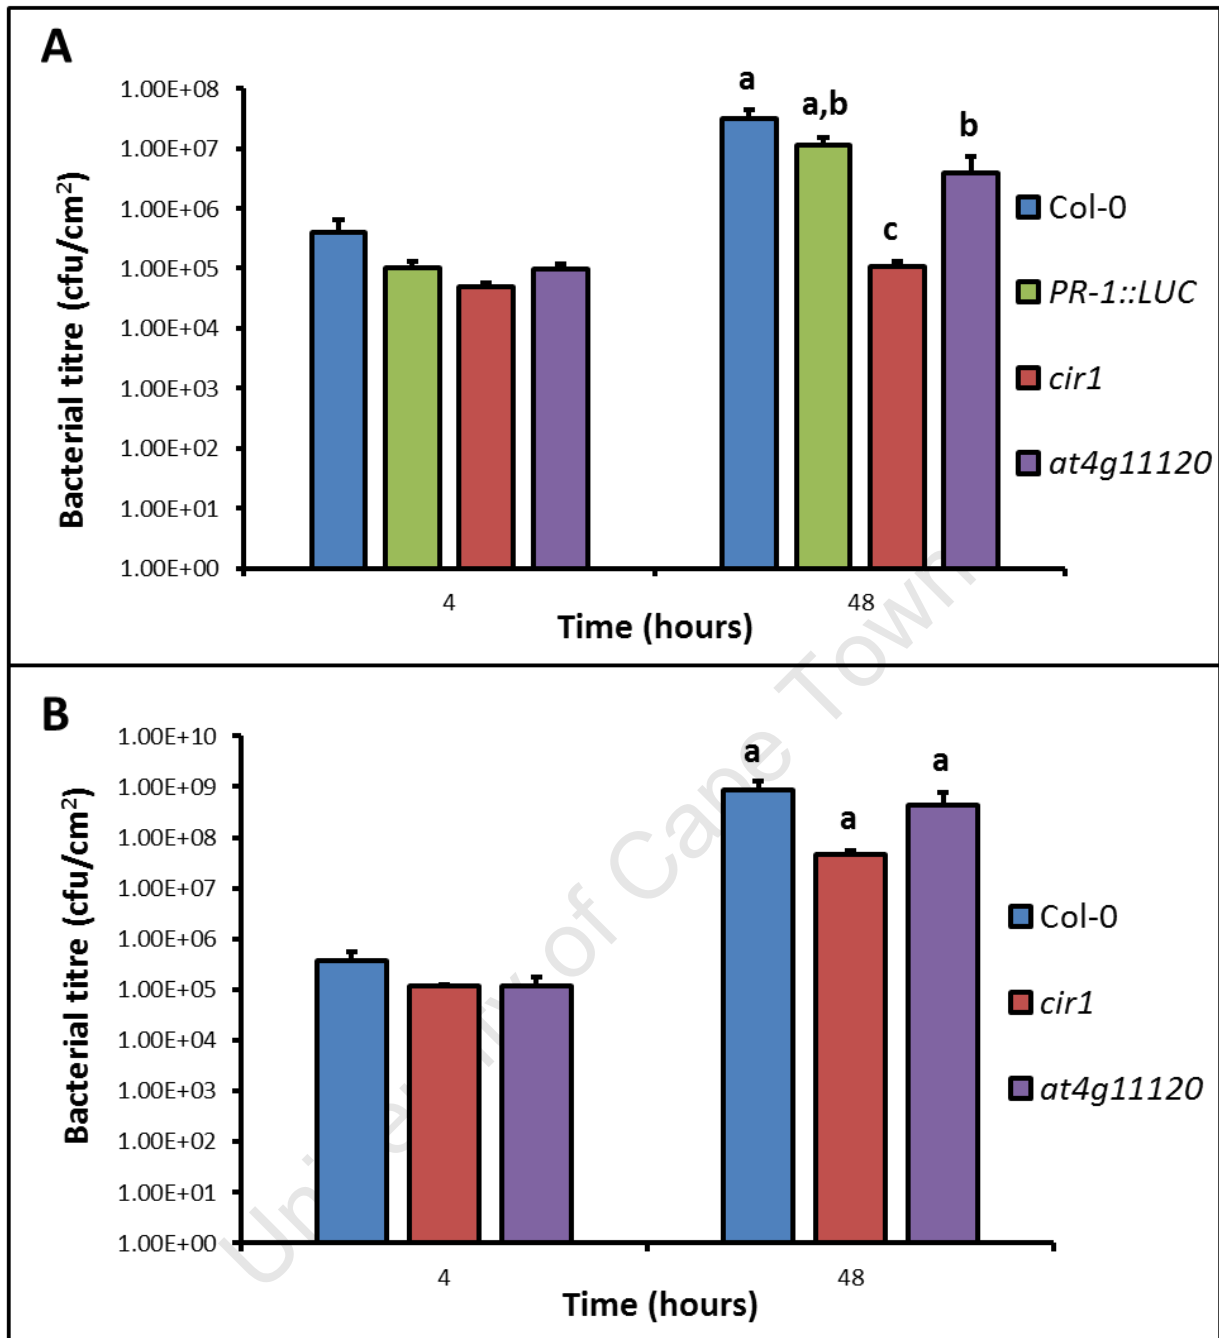 A
1.00E+08
1.00E+07
1.00E+06
1.00E+05
1.00E+04
1.00E+03
1.00E+02
1.00E+01
1.00E+00
Bacterial titre (cfu/cm²)
a
a,b
c
b
4
48
Time (hours)
Col-0
PR-1::LUC
cir1
at4g11120
B
1.00E+10
1.00E+09
1.00E+08
1.00E+07
1.00E+06
1.00E+05
1.00E+04
1.00E+03
1.00E+02
1.00E+01
1.00E+00
Bacterial titre (cfu/cm²)
a
a
a
4
48
Time (hours)
Col-0
cir1
at4g11120
University of Cape Town